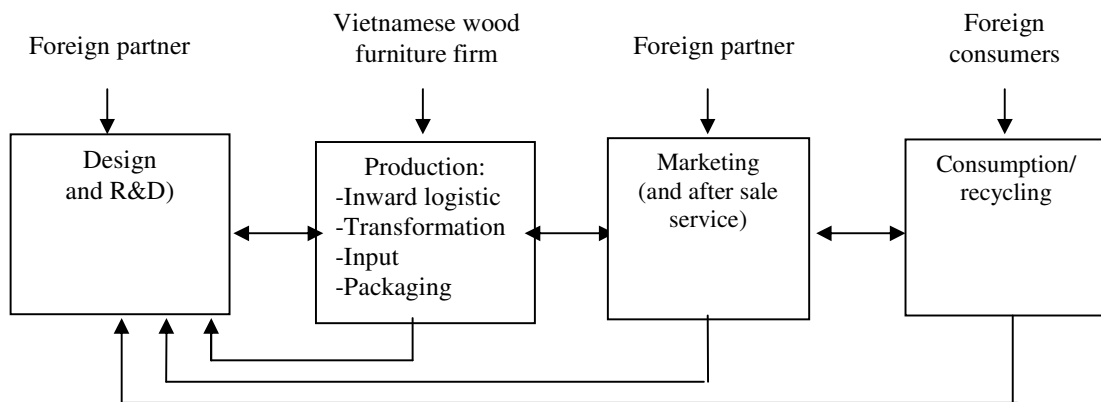 Foreign partner
Vietnamese wood
furniture firm
Foreign partner
Foreign
consumers
Design
and R&D)
Production:
-Inward logistic
-Transformation
-Input
-Packaging
Marketing
(and after sale
service)
Consumption/
recycling